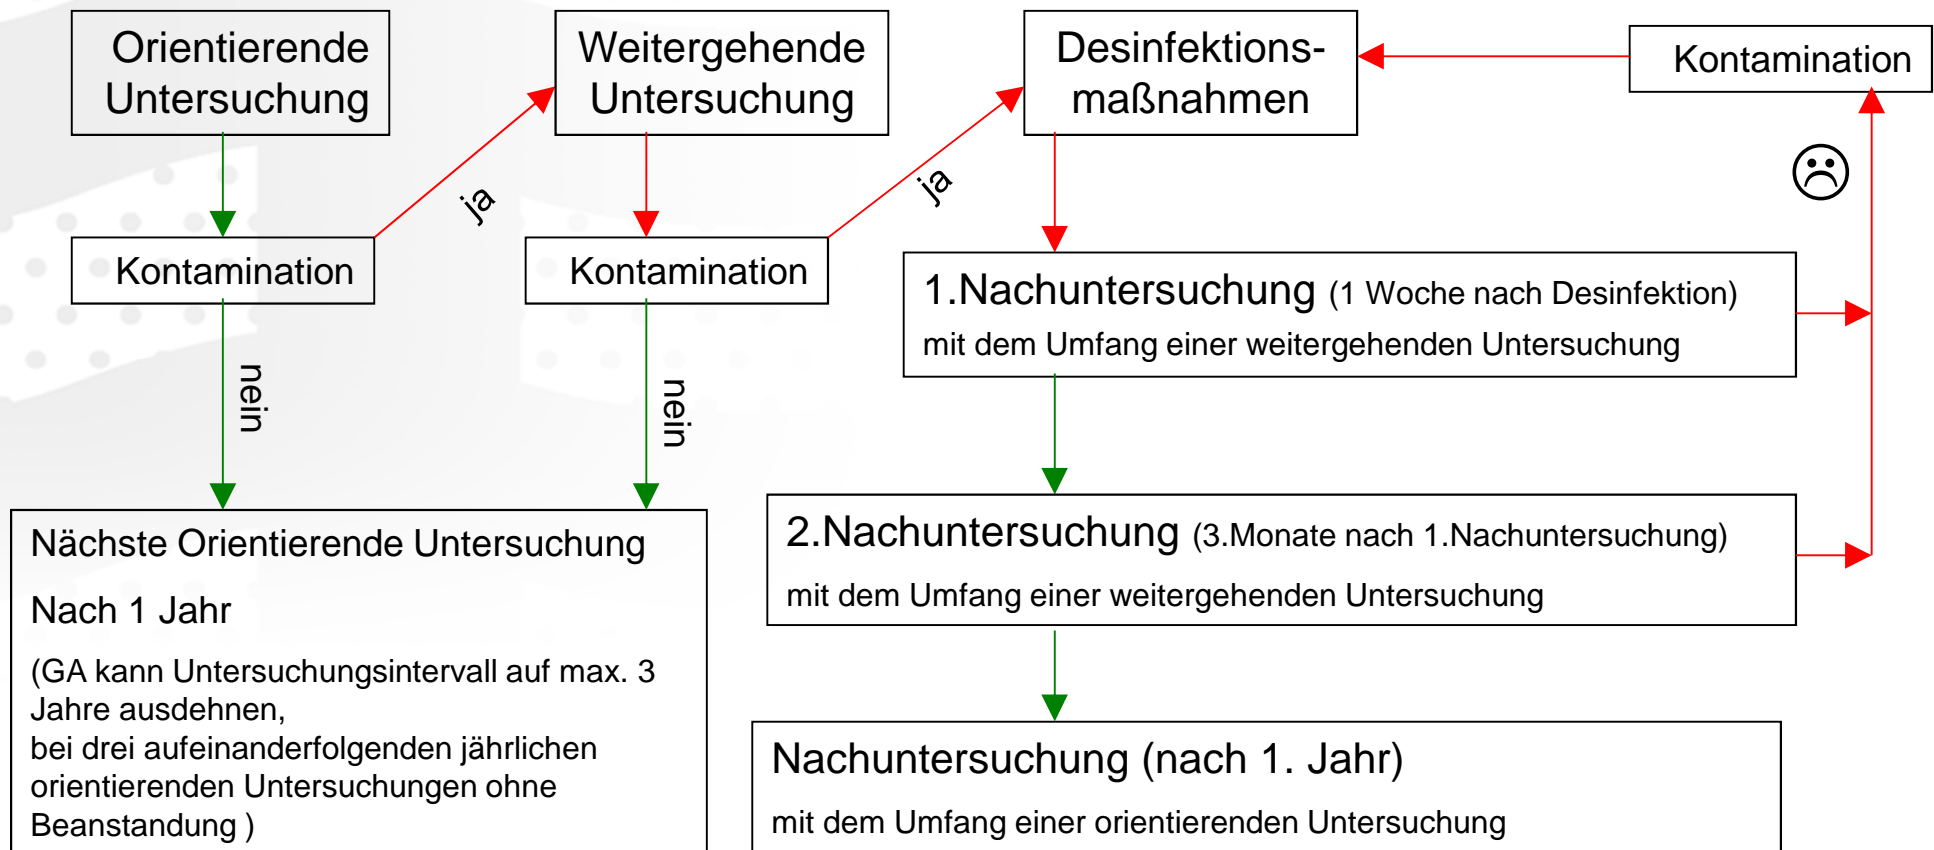 Orientierende
Untersuchung
Weitergehende
Untersuchung
Desinfektions-
maßnahmen
Kontamination
ja
ja
Kontamination
Kontamination
nein
nein
1.Nachuntersuchung (1 Woche nach Desinfektion)
mit dem Umfang einer weitergehenden Untersuchung
Nächste Orientierende Untersuchung
Nach 1 Jahr
(GA kann Untersuchungsintervall auf max. 3
Jahre ausdehnen,
bei drei aufeinanderfolgenden jährlichen
orientierenden Untersuchungen ohne
Beanstandung )
2.Nachuntersuchung (3.Monate nach 1.Nachuntersuchung)
mit dem Umfang einer weitergehenden Untersuchung
Nachuntersuchung (nach 1. Jahr)
mit dem Umfang einer orientierenden Untersuchung